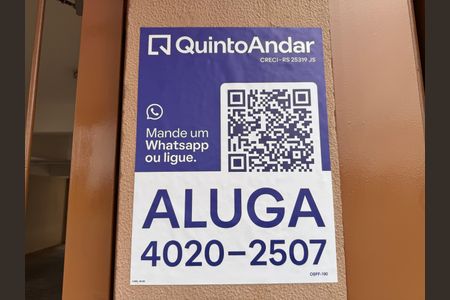 QuintoAndar
CRECI-RS 25319 JS
Mande um
Whatsapp
ou ligue.
ALUGA
4020-2507